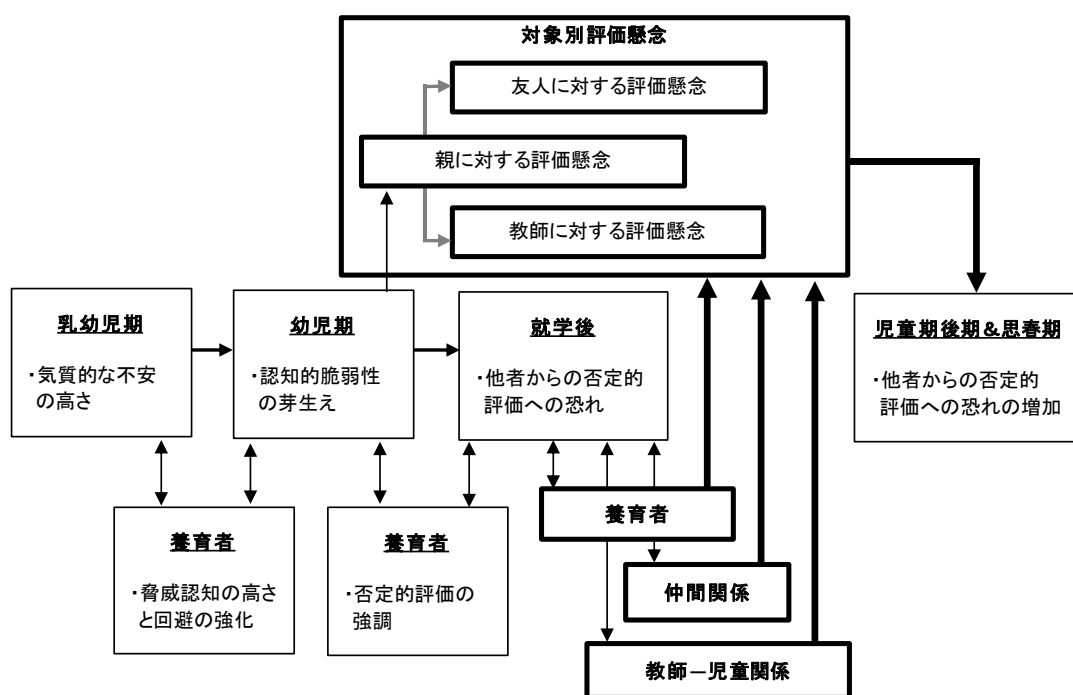 対象別評価懸念
友人に対する評価懸念
親に対する評価懸念
教師に対する評価懸念
乳幼児期
・気質的な不安
の高さ
幼児期
・認知的脆弱性
の芽生え
就学後
・他者からの否定的
評価への恐れ
児童期後期&思春期
・他者からの否定的
評価への恐れの増加
養育者
・脅威認知の高さ
と回避の強化
養育者
・否定的評価の
強調
養育者
仲間関係
教師－児童関係